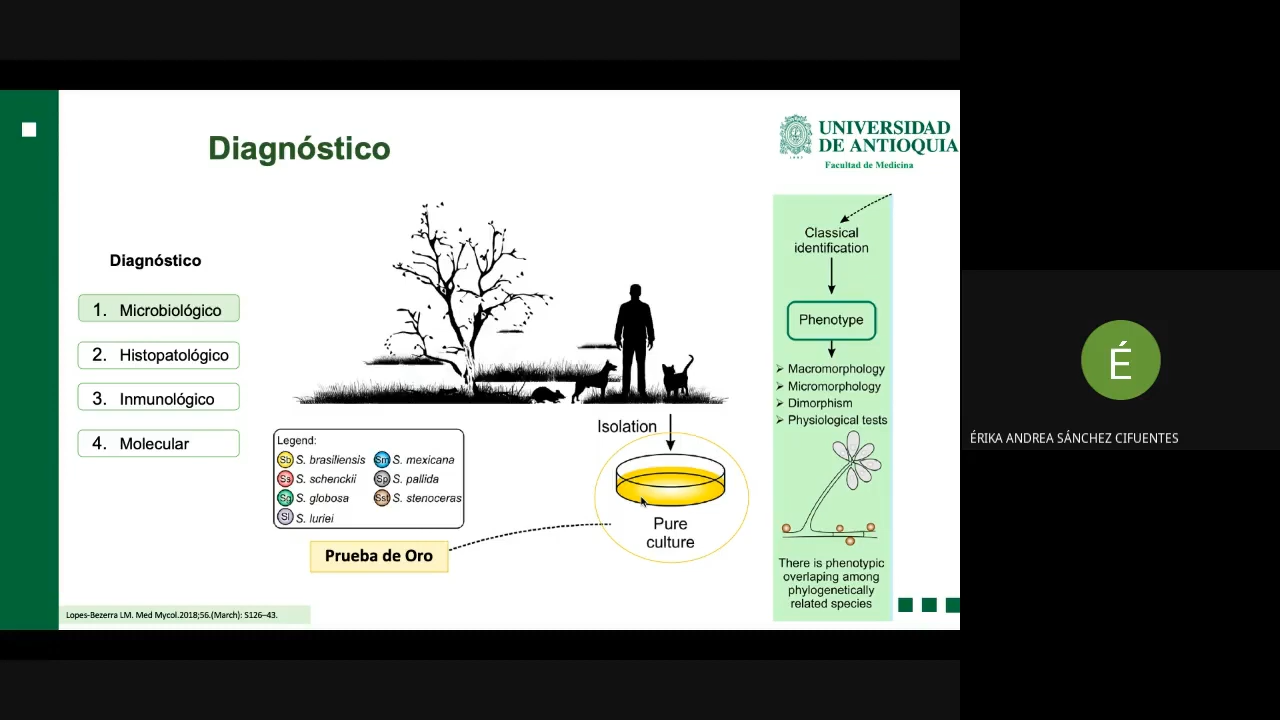 Diagnóstico
UNIVERSIDAD
DE ANTIOQUIA
1803
Facultad de Medicina
Diagnóstico
1. Microbiológico
2. Histopatológico
3. Inmunológico
4. Molecular
Isolation
Pure
culture
Legend:
Sb S. brasiliensis
Ss S. schenckii
Sg S. globosa
Sl S. luriei
Sm S. mexicana
Sp S. pallida
Sst S. stenoceras
Prueba de Oro
Classical
identification
Phenotype
➢ Macromorphology
➢ Micromorphology
➢ Dimorphism
➢ Physiological tests
There is phenotypic
overlaping among
phylogenetically
related species
Lopes-Bezerra LM. Med Mycol.2018;56.(March): S126–43.
É
ÉRIKA ANDREA SÁNCHEZ CIFUENTES